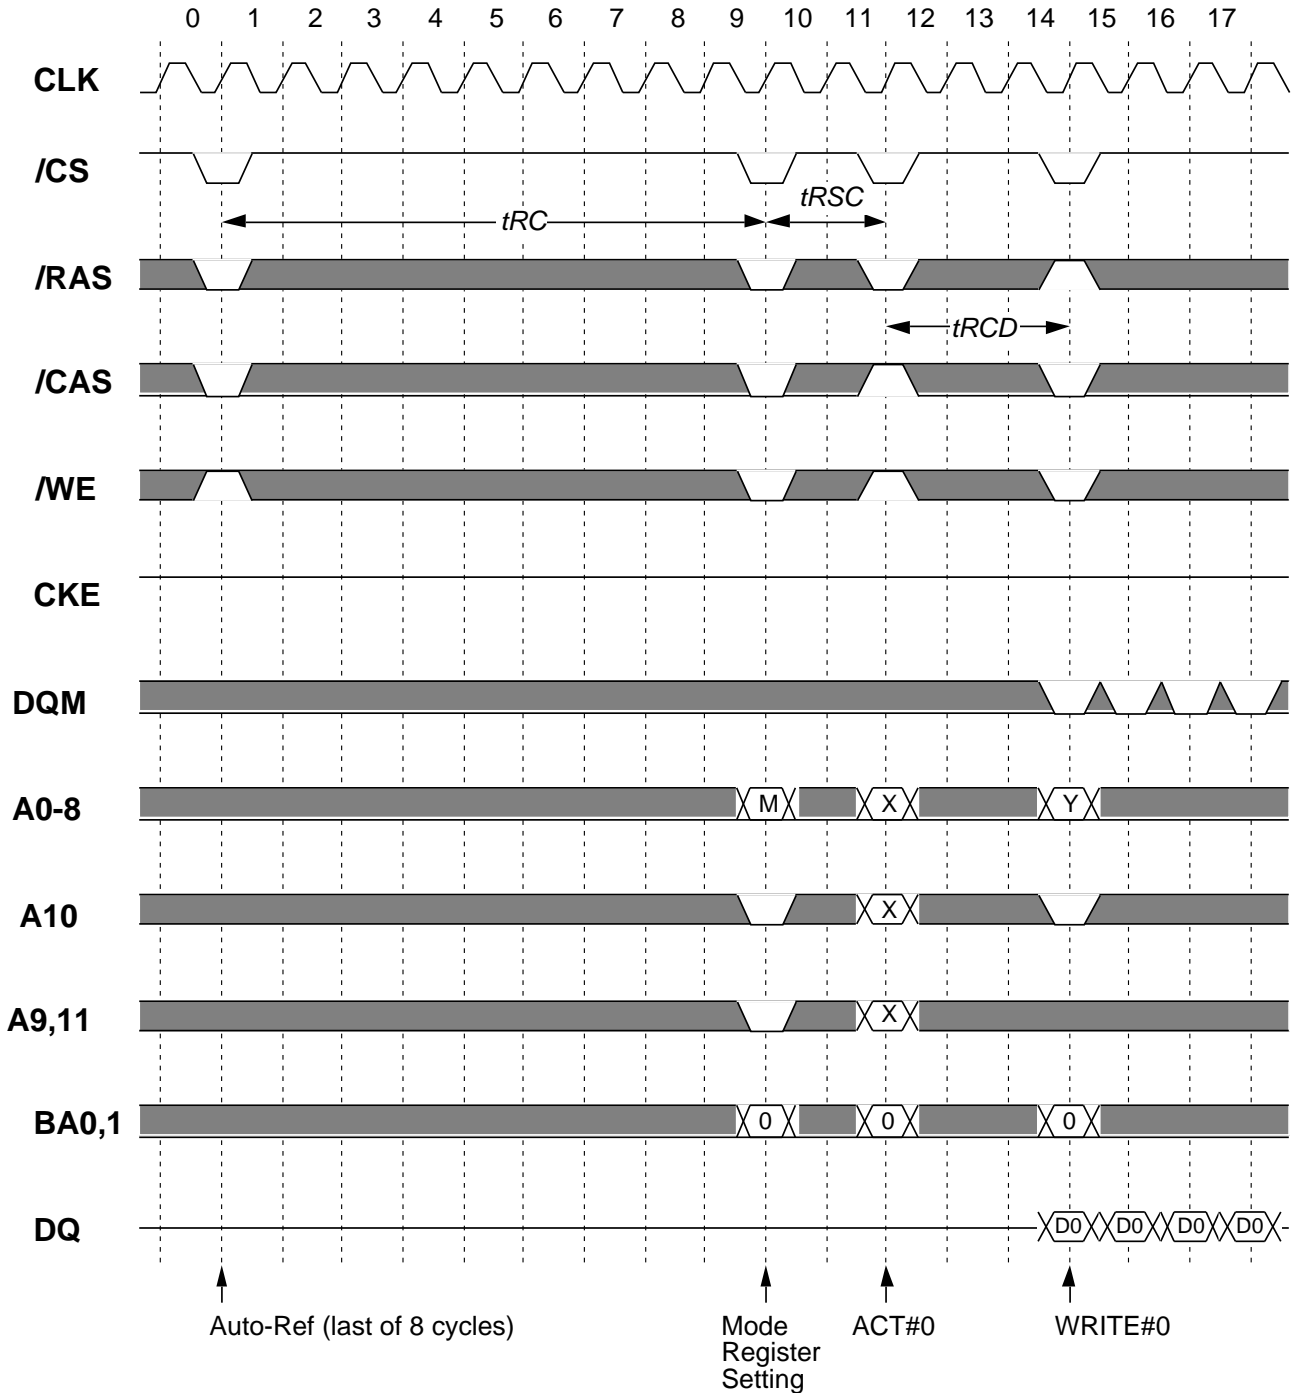 0 1 2 3 4 5 6 7 8 9 10 11 12 13 14 15 16 17
CLK
/CS
tRC
tRSC
/RAS
tRCD
/CAS
/WE
CKE
DQM
A0-8 M X Y
A10 X
A9,11 X
BA0,1 0 0 0
DQ D0 D0 D0 D0
Auto-Ref (last of 8 cycles)
Mode
Register
Setting
ACT#0
WRITE#0